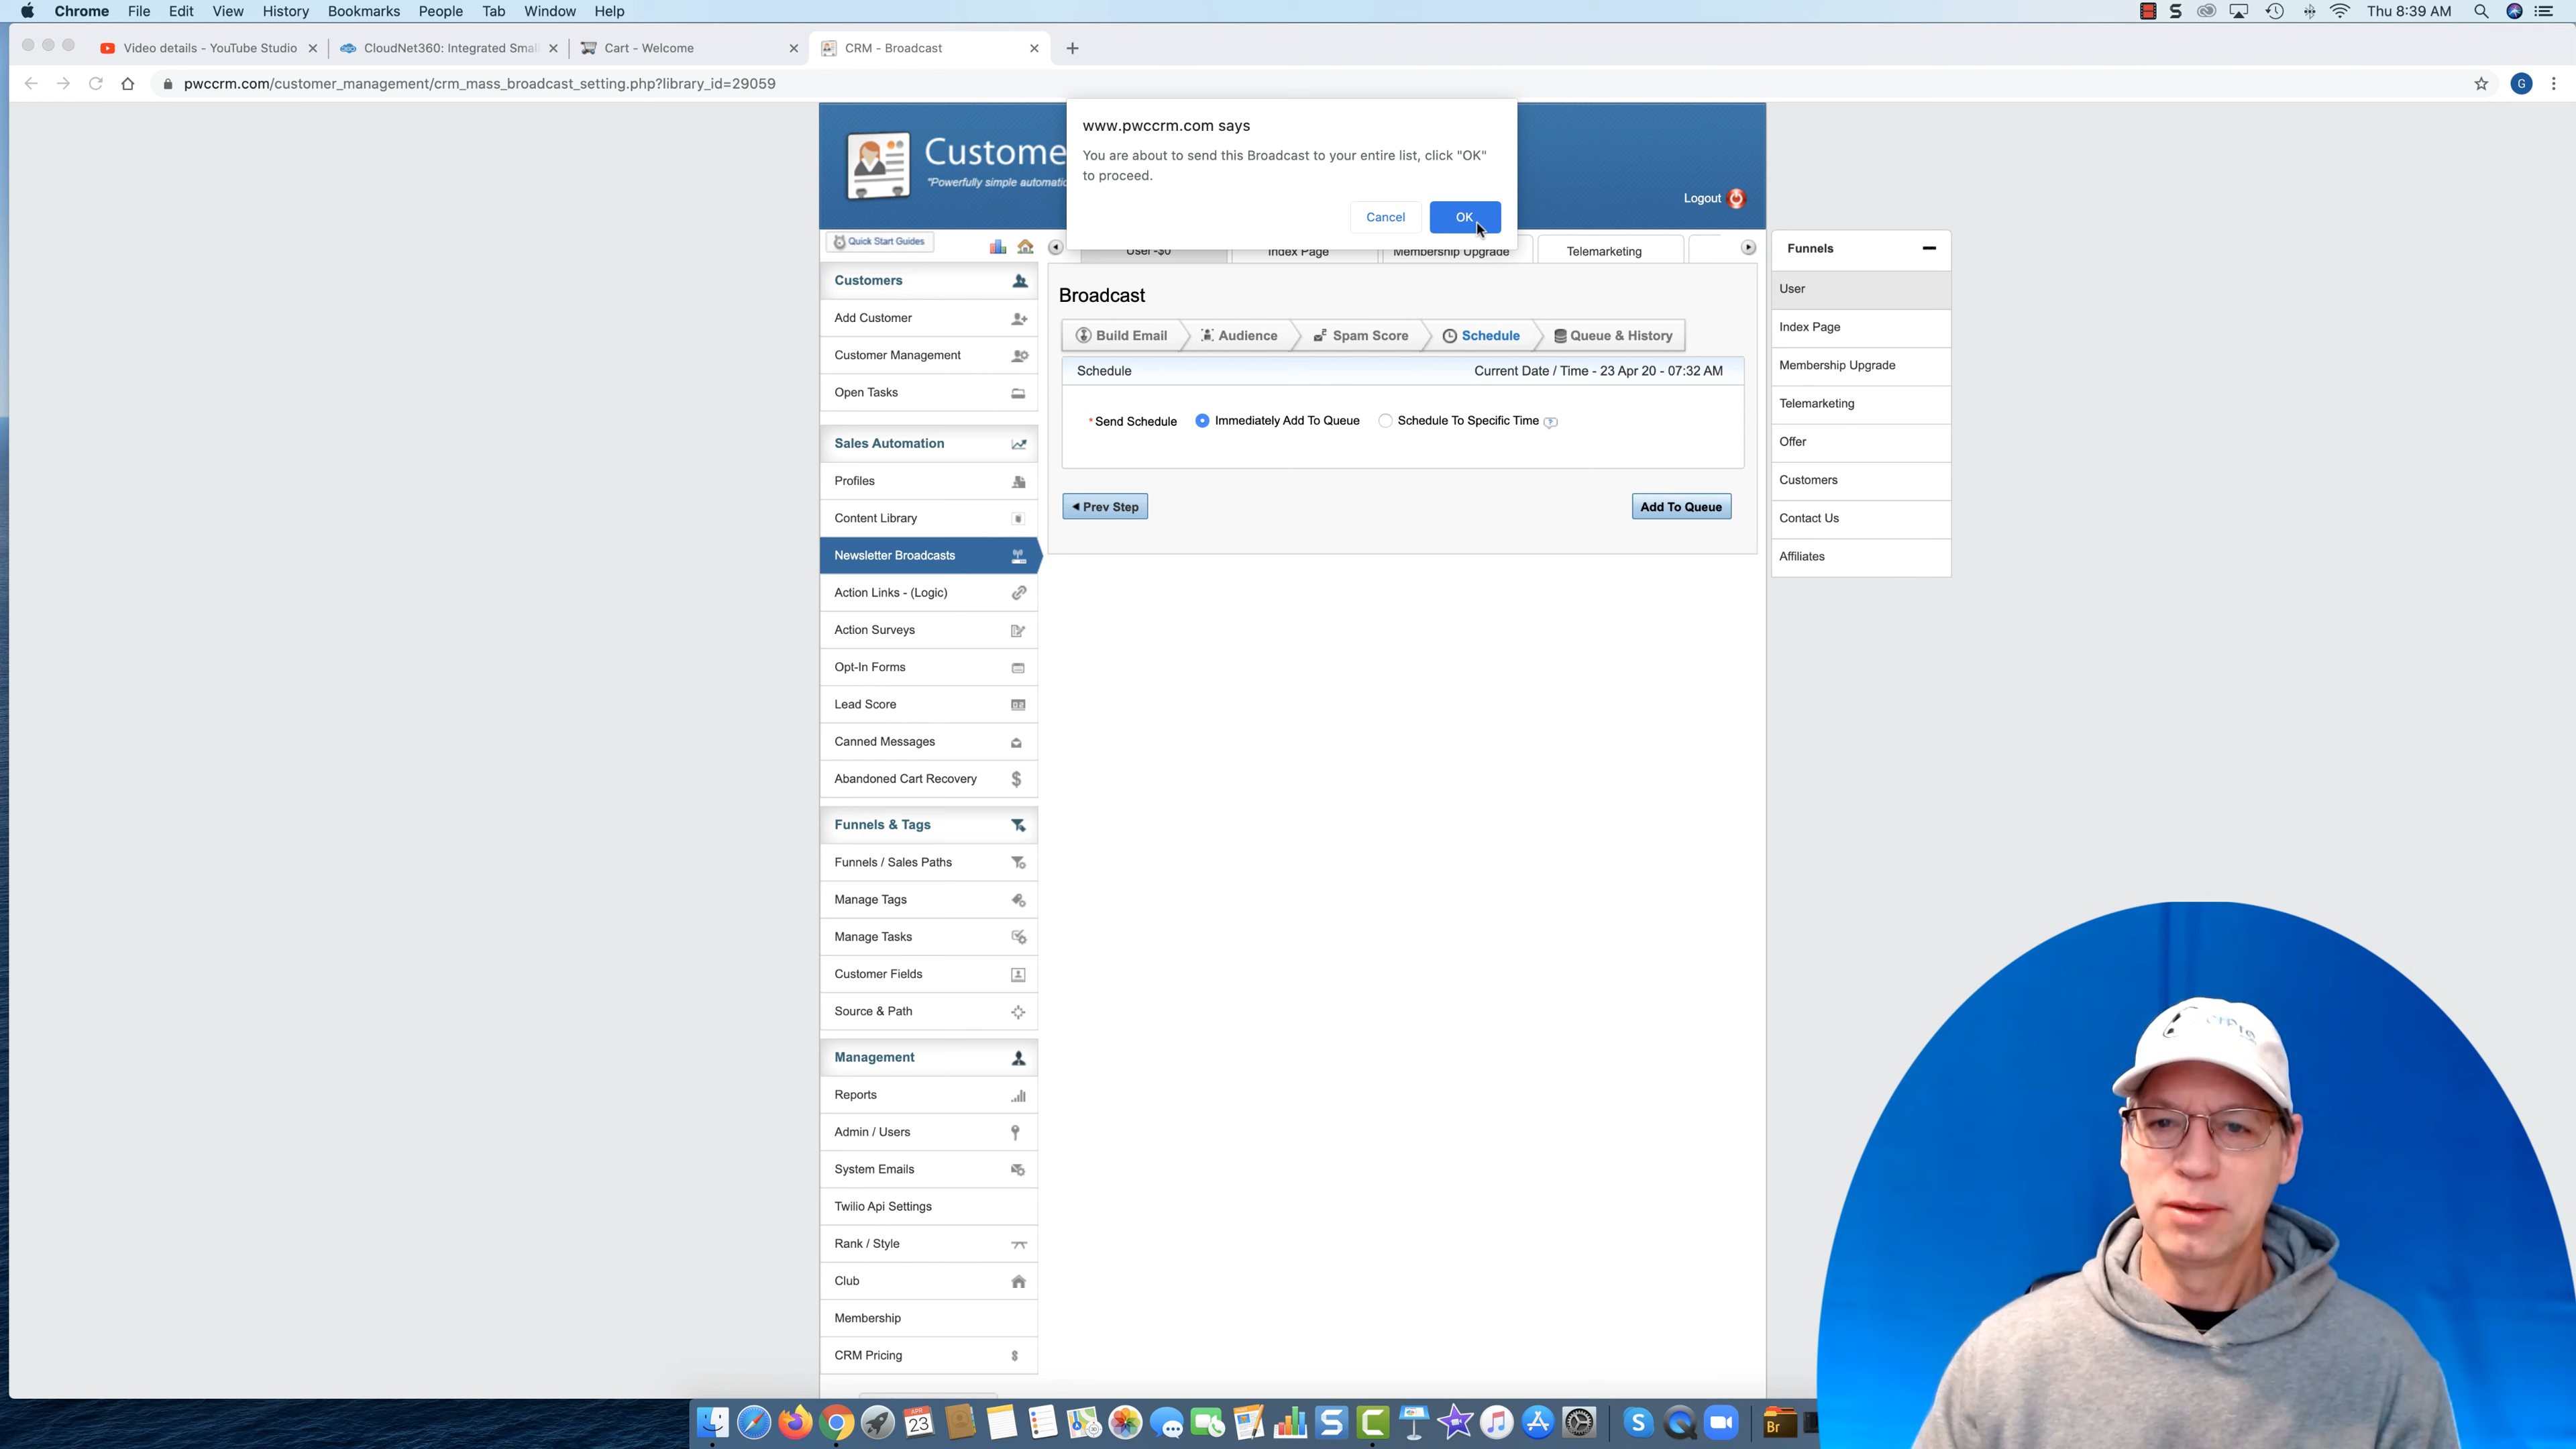 Chrome File Edit View History Bookmarks People Tab Window Help Thu 8:39 AM
Video details - YouTube Studio CloudNet360: Integrated Smal Cart - Welcome CRM - Broadcast
pwccrm.com/customer_management/crm_mass_broadcast_setting.php?library_id=29059 G
www.pwccrm.com says
You are about to send this Broadcast to your entire list, click "OK"
to proceed.
Cancel OK
Custome
"Powerfully simple automatic
Logout
Quick Start Guides
User -$0 Index Page Membership Upgrade Telemarketing
Customers
Add Customer
Customer Management
Open Tasks
Sales Automation
Profiles
Content Library
Newsletter Broadcasts
Action Links - (Logic)
Action Surveys
Opt-In Forms
Lead Score
Canned Messages
Abandoned Cart Recovery
Funnels & Tags
Funnels / Sales Paths
Manage Tags
Manage Tasks
Customer Fields
Source & Path
Management
Reports
Admin / Users
System Emails
Twilio Api Settings
Rank / Style
Club
Membership
CRM Pricing
Broadcast
Build Email Audience Spam Score Schedule Queue & History
Schedule Current Date / Time - 23 Apr 20 - 07:32 AM
* Send Schedule Immediately Add To Queue Schedule To Specific Time
Prev Step Add To Queue
Funnels
User
Index Page
Membership Upgrade
Telemarketing
Offer
Customers
Contact Us
Affiliates
APR
23
Br